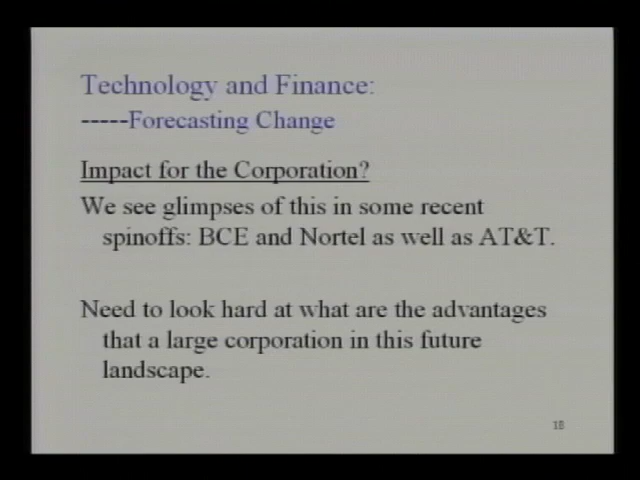 Technology and Finance:
-----Forecasting Change
Impact for the Corporation?
We see glimpses of this in some recent
spinoffs: BCE and Nortel as well as AT&T.
Need to look hard at what are the advantages
that a large corporation in this future
landscape.
18